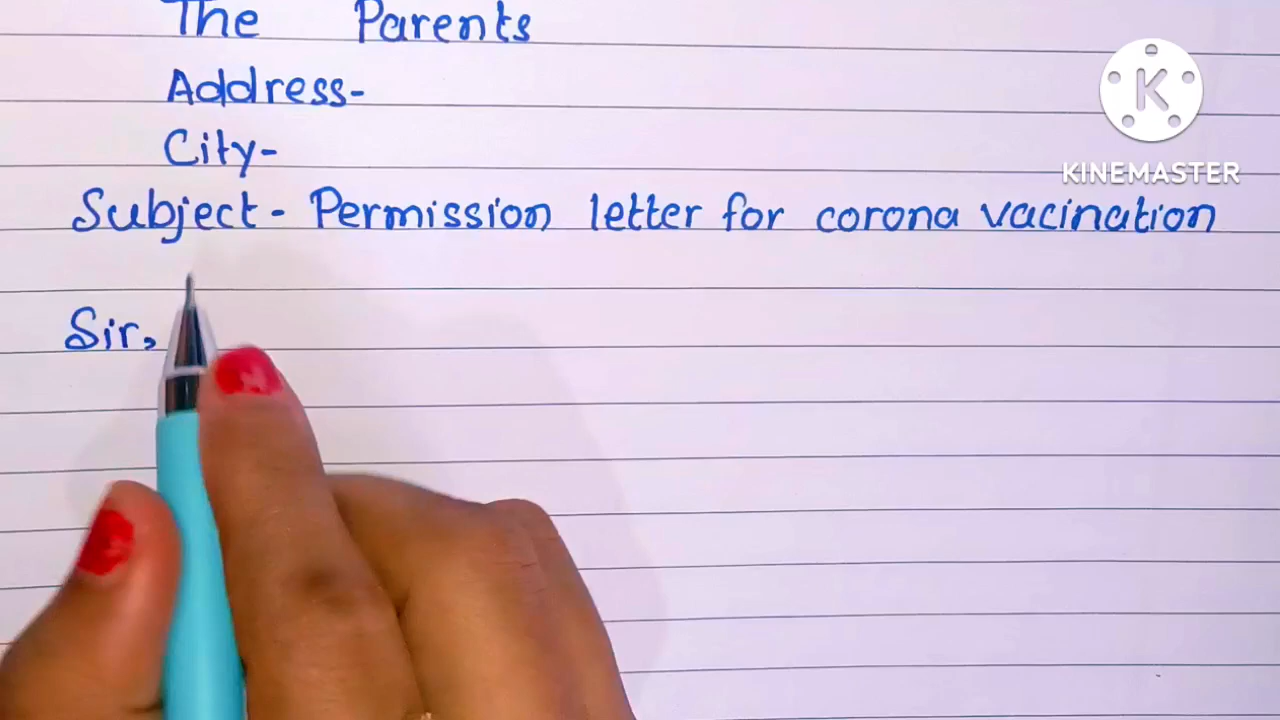 The Parents
Address-
City-
Subject- Permission letter for corona vacination
Sir,
K
KINEMASTER